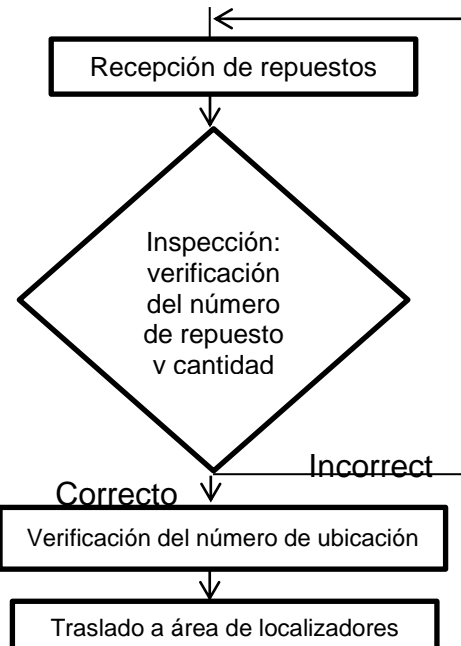 Recepción de repuestos
Inspección:
verificación
del número
de repuesto
v cantidad
Incorrect
Correcto
Verificación del número de ubicación
Traslado a área de localizadores